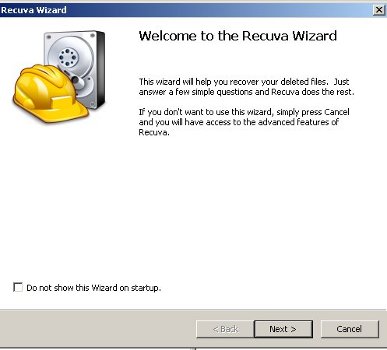 Recuva Wizard
Welcome to the Recuva Wizard
This wizard will help you recover your deleted files. Just
answer a few simple questions and Recuva does the rest.
If you don't want to use this wizard, simply press Cancel
and you will have access to the advanced features of
Recuva.
Do not show this Wizard on startup.
< Back Next > Cancel